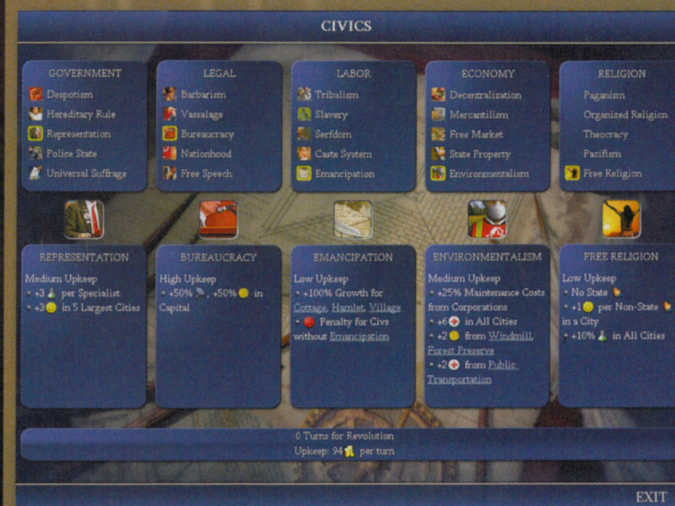 CIVICS
GOVERNMENT
Despotism
Hereditary Rule
Representation
Police State
Universal Suffrage
LEGAL
Barbarism
Vassalage
Bureaucracy
Nationhood
Free Speech
LABOR
Tribalism
Slavery
Serfdom
Caste System
Emancipation
ECONOMY
Decentralization
Mercantilism
Free Market
State Property
Environmentalism
RELIGION
Paganism
Organized Religion
Theocracy
Pacifism
Free Religion
REPRESENTATION
Medium Upkeep
• +3 per Specialist
• +3 in 5 Largest Cities
BUREAUCRACY
High Upkeep
• +50% , +50% in
Capital
EMANCIPATION
Low Upkeep
• +100% Growth for
Cottage, Hamlet, Village
• Penalty for Civs
without Emancipation
ENVIRONMENTALISM
Medium Upkeep
• +25% Maintenance Costs
from Corporations
• +6 in All Cities
• +2 from Windmill,
Forest Preserve
• +2 from Public
Transportation
FREE RELIGION
Low Upkeep
• No State
• +1 per Non-State
in a City
• +10% in All Cities
0 Turns for Revolution
Upkeep: 94 per turn
EXIT